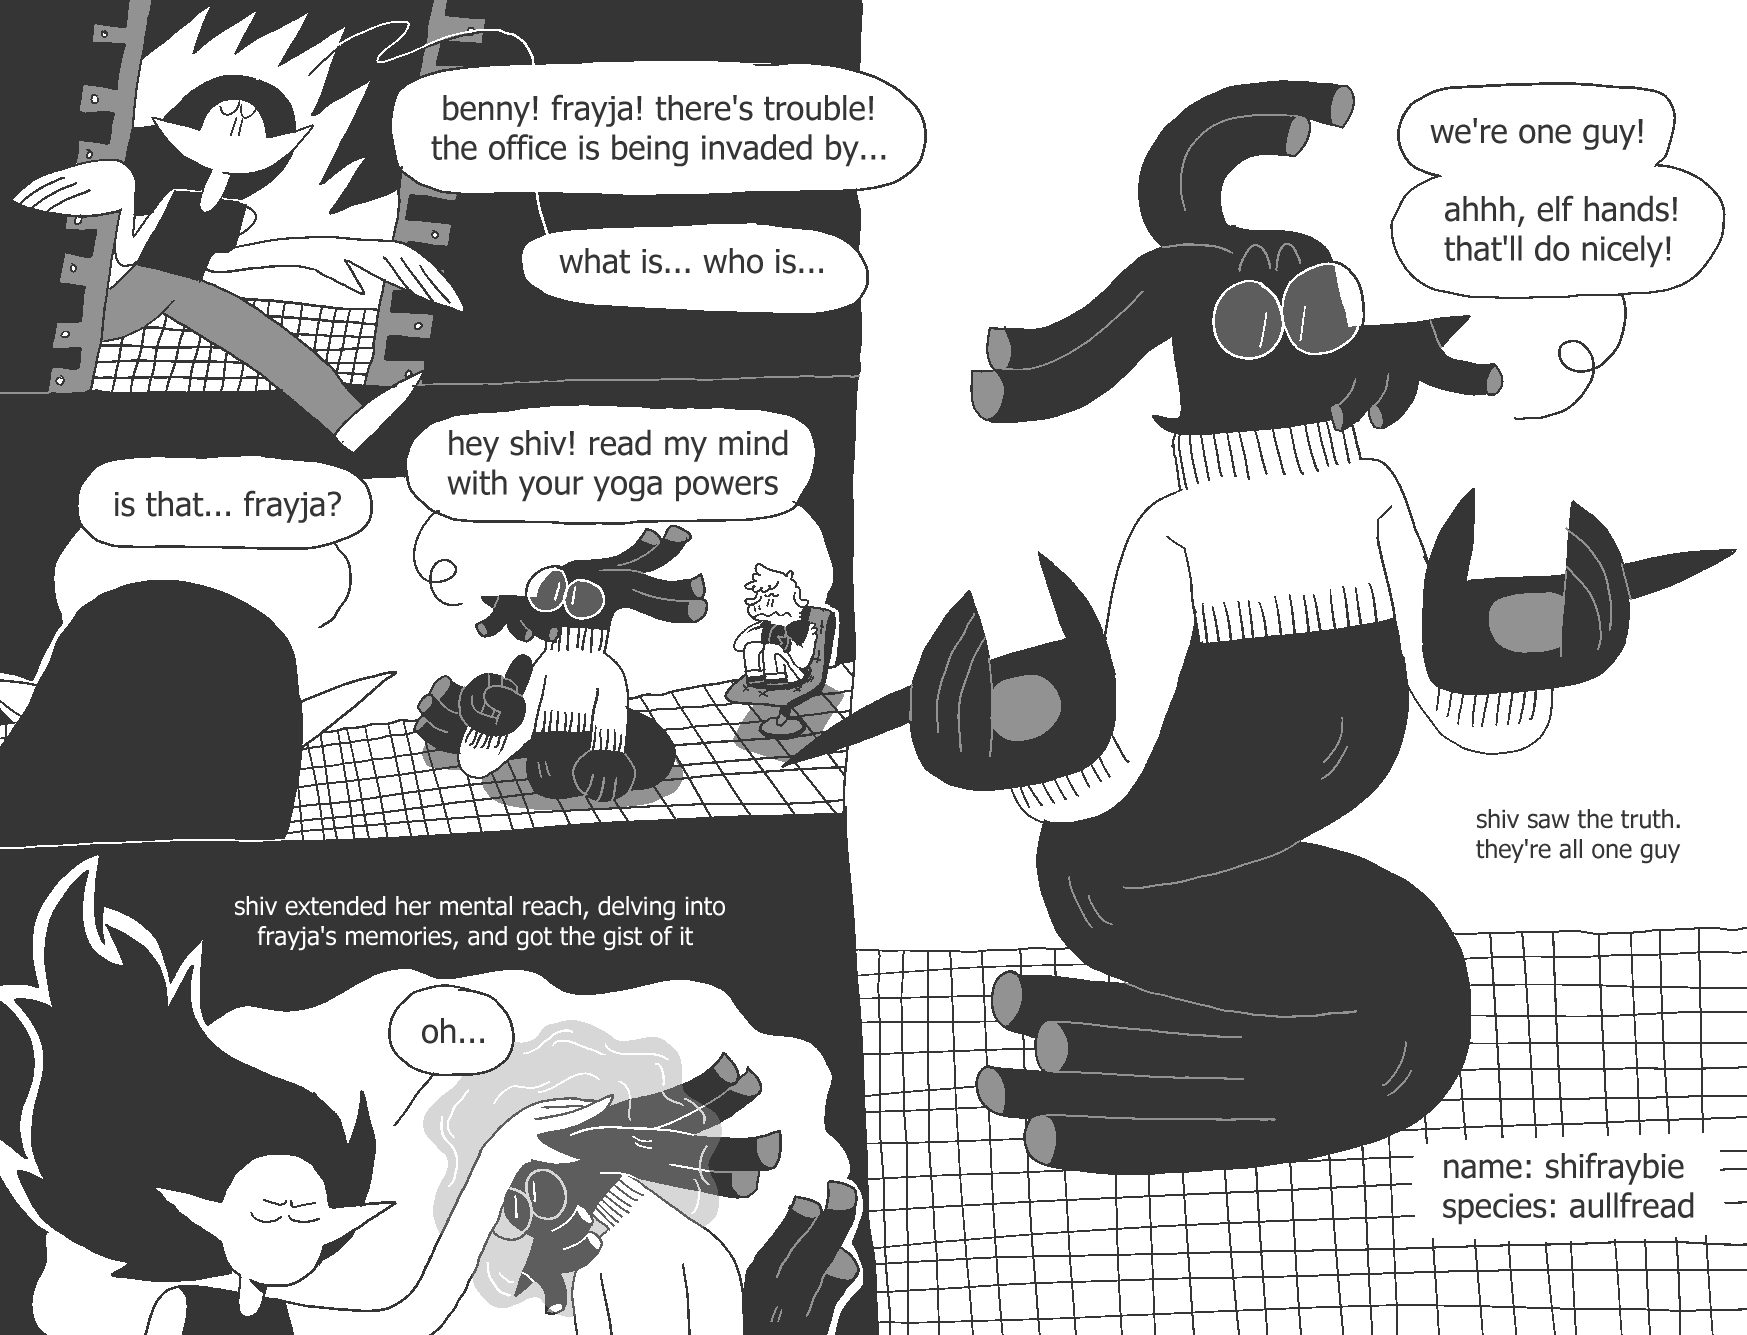 benny! frayja! there's trouble!
the office is being invaded by...
what is... who is...
is that... frayja?
hey shiv! read my mind
with your yoga powers
shiv extended her mental reach, delving into
frayja's memories, and got the gist of it
oh...
we're one guy!
ahhh, elf hands!
that'll do nicely!
shiv saw the truth.
they're all one guy
name: shifraybie
species: aullfread